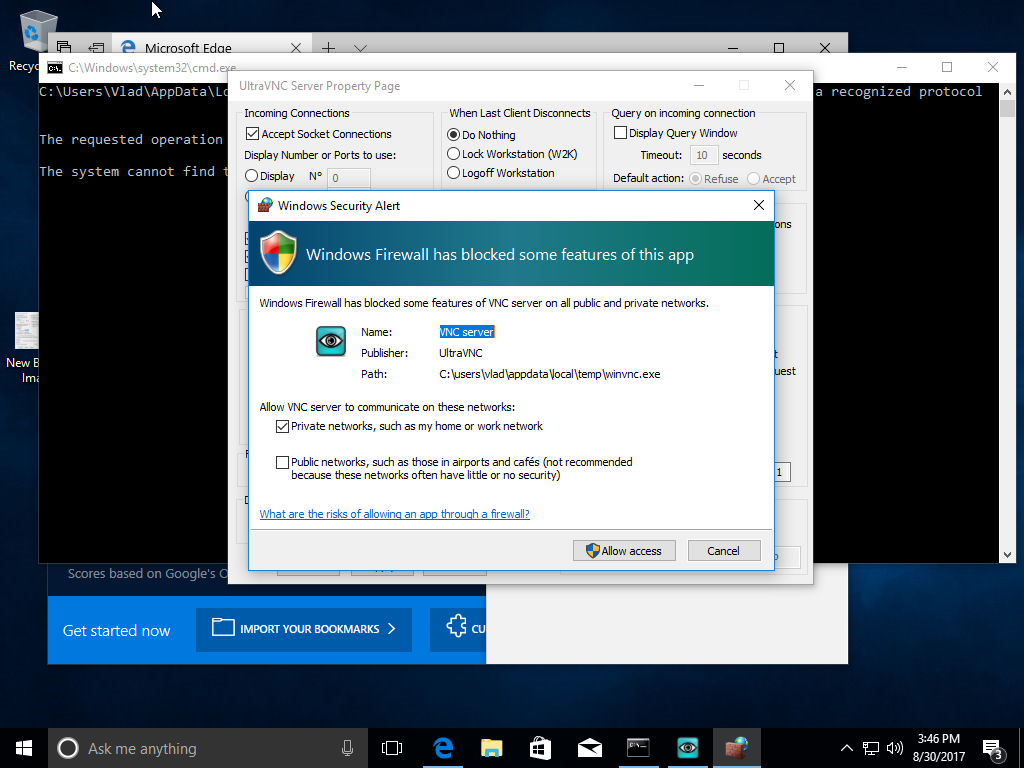 Microsoft Edge
C:\Windows\system32\cmd.exe
C:\Users\Vlad\AppData\Lo
a recognized protocol
The requested operation
The system cannot find t
UltraVNC Server Property Page
Incoming Connections
Accept Socket Connections
Display Number or Ports to use:
Display N° 0
When Last Client Disconnects
Do Nothing
Lock Workstation (W2K)
Logoff Workstation
Query on incoming connection
Display Query Window
Timeout: 10 seconds
Default action: Refuse Accept
Windows Security Alert
Windows Firewall has blocked some features of this app
Windows Firewall has blocked some features of VNC server on all public and private networks.
Name: VNC server
Publisher: UltraVNC
Path: C:\users\vlad\appdata\local\temp\winvnc.exe
Allow VNC server to communicate on these networks:
Private networks, such as my home or work network
Public networks, such as those in airports and cafés (not recommended
because these networks often have little or no security)
What are the risks of allowing an app through a firewall?
Allow access Cancel
ons
uest
1
Recyc
New B
Ima
Scores based on Google's O
Get started now
IMPORT YOUR BOOKMARKS
CU
Ask me anything
3:46 PM
8/30/2017
3